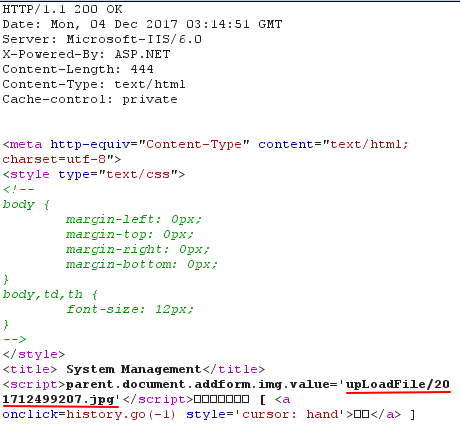 HTTP/1.1 200 OK
Date: Mon, 04 Dec 2017 03:14:51 GMT
Server: Microsoft-IIS/6.0
X-Powered-By: ASP.NET
Content-Length: 444
Content-Type: text/html
Cache-control: private
<meta http-equiv="Content-Type" content="text/html;
charset=utf-8">
<style type="text/css">
<!--
body {
margin-left: 0px;
margin-top: 0px;
margin-right: 0px;
margin-bottom: 0px;
}
body,td,th {
font-size: 12px;
}
-->
</style>
<title> System Management</title>
<script>parent.document.addform.img.value='upLoadFile/20
1712499207.jpg'</script>□□□□□□□ [ <a
onclick=history.go(-1) style='cursor: hand'>□□</a> ]